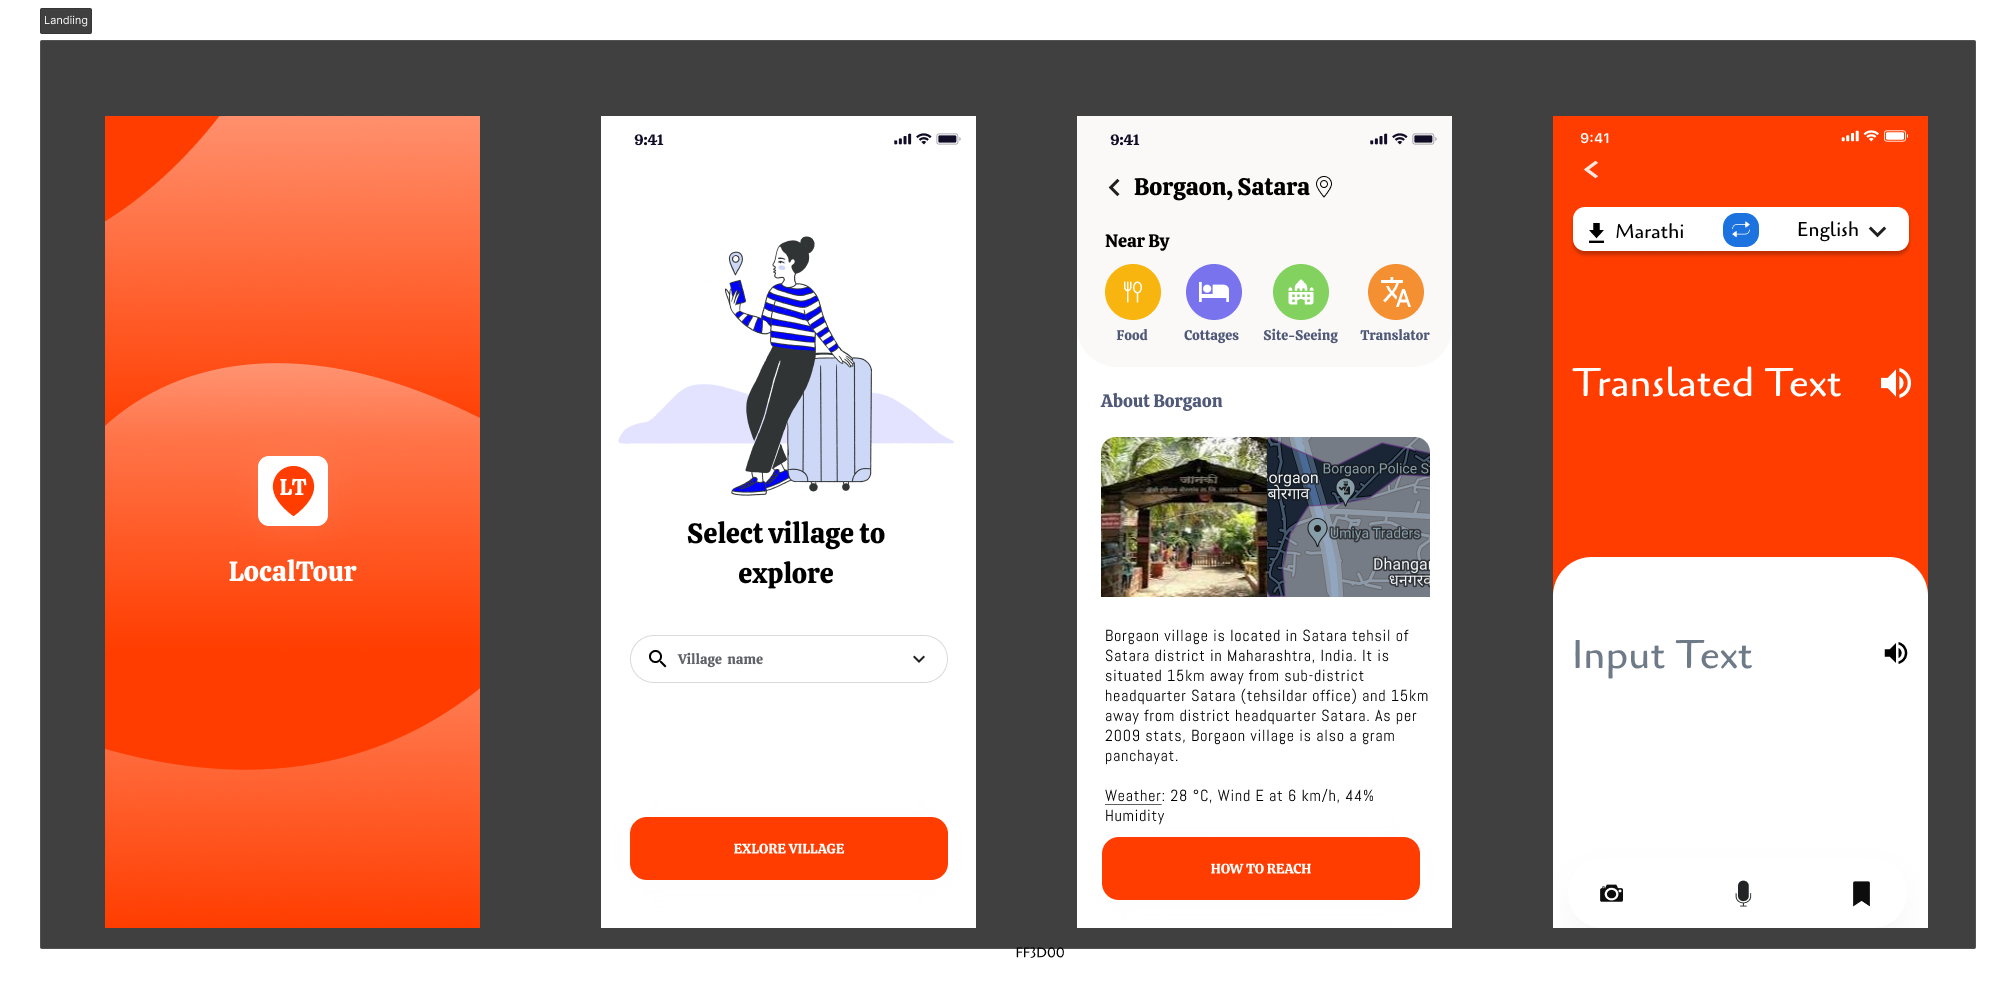 Landiing
LT
LocalTour
9:41
Select village to
explore
Village name
EXLORE VILLAGE
9:41
Borgaon, Satara
Near By
Food
Cottages
Site-Seeing
Translator
About Borgaon
जानकी
Borgaon Police S
orgaon
बोरगाव
Umiya Traders
Dhangar
धनगरव
Borgaon village is located in Satara tehsil of
Satara district in Maharashtra, India. It is
situated 15km away from sub-district
headquarter Satara (tehsildar office) and 15km
away from district headquarter Satara. As per
2009 stats, Borgaon village is also a gram
panchayat.
Weather: 28 °C, Wind E at 6 km/h, 44%
Humidity
HOW TO REACH
9:41
Marathi
English
Translated Text
Input Text
FF3D00